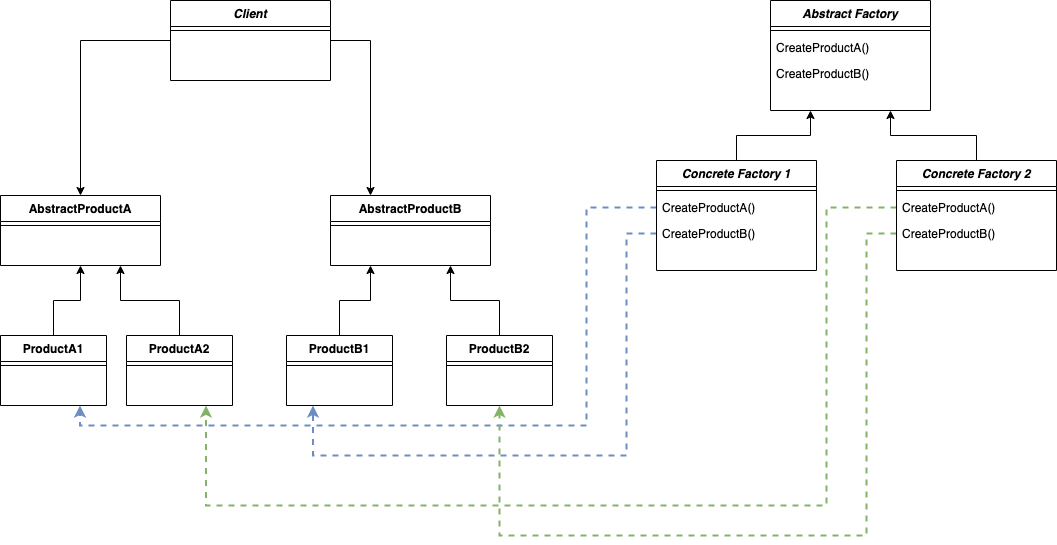 Client
Abstract Factory
CreateProductA()
CreateProductB()
Concrete Factory 1
CreateProductA()
CreateProductB()
Concrete Factory 2
CreateProductA()
CreateProductB()
AbstractProductA
AbstractProductB
ProductA1
ProductA2
ProductB1
ProductB2